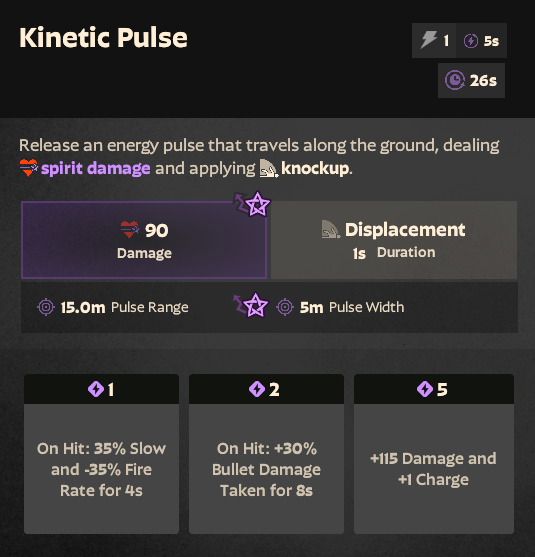 Kinetic Pulse
1 5s
26s
Release an energy pulse that travels along the ground, dealing
spirit damage and applying knockup.
90
Damage
Displacement
1s Duration
15.0m Pulse Range
5m Pulse Width
1
On Hit: 35% Slow
and -35% Fire
Rate for 4s
2
On Hit: +30%
Bullet Damage
Taken for 8s
5
+115 Damage and
+1 Charge